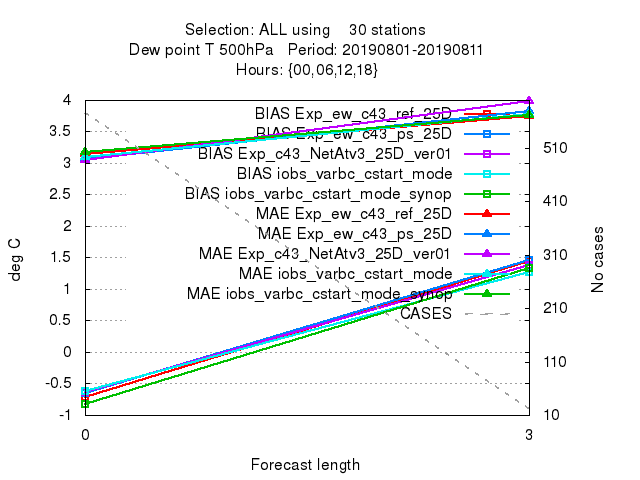 Selection: ALL using 30 stations
Dew point T 500hPa Period: 20190801-20190811
Hours: {00,06,12,18}
4
3.5
3
2.5
2
1.5
1
0.5
0
-0.5
-1
deg C
BIAS Exp_ew_c43_ref_25D
BIAS Exp_ew_c43_ps_25D
BIAS Exp_c43_NetAtv3_25D_ver01
BIAS iobs_varbc_cstart_mode
BIAS iobs_varbc_cstart_mode_synop
MAE Exp_ew_c43_ref_25D
MAE Exp_ew_c43_ps_25D
MAE Exp_c43_NetAtv3_25D_ver01
MAE iobs_varbc_cstart_mode
MAE iobs_varbc_cstart_mode_synop
CASES
510
410
310
210
110
10
No cases
0
3
Forecast length